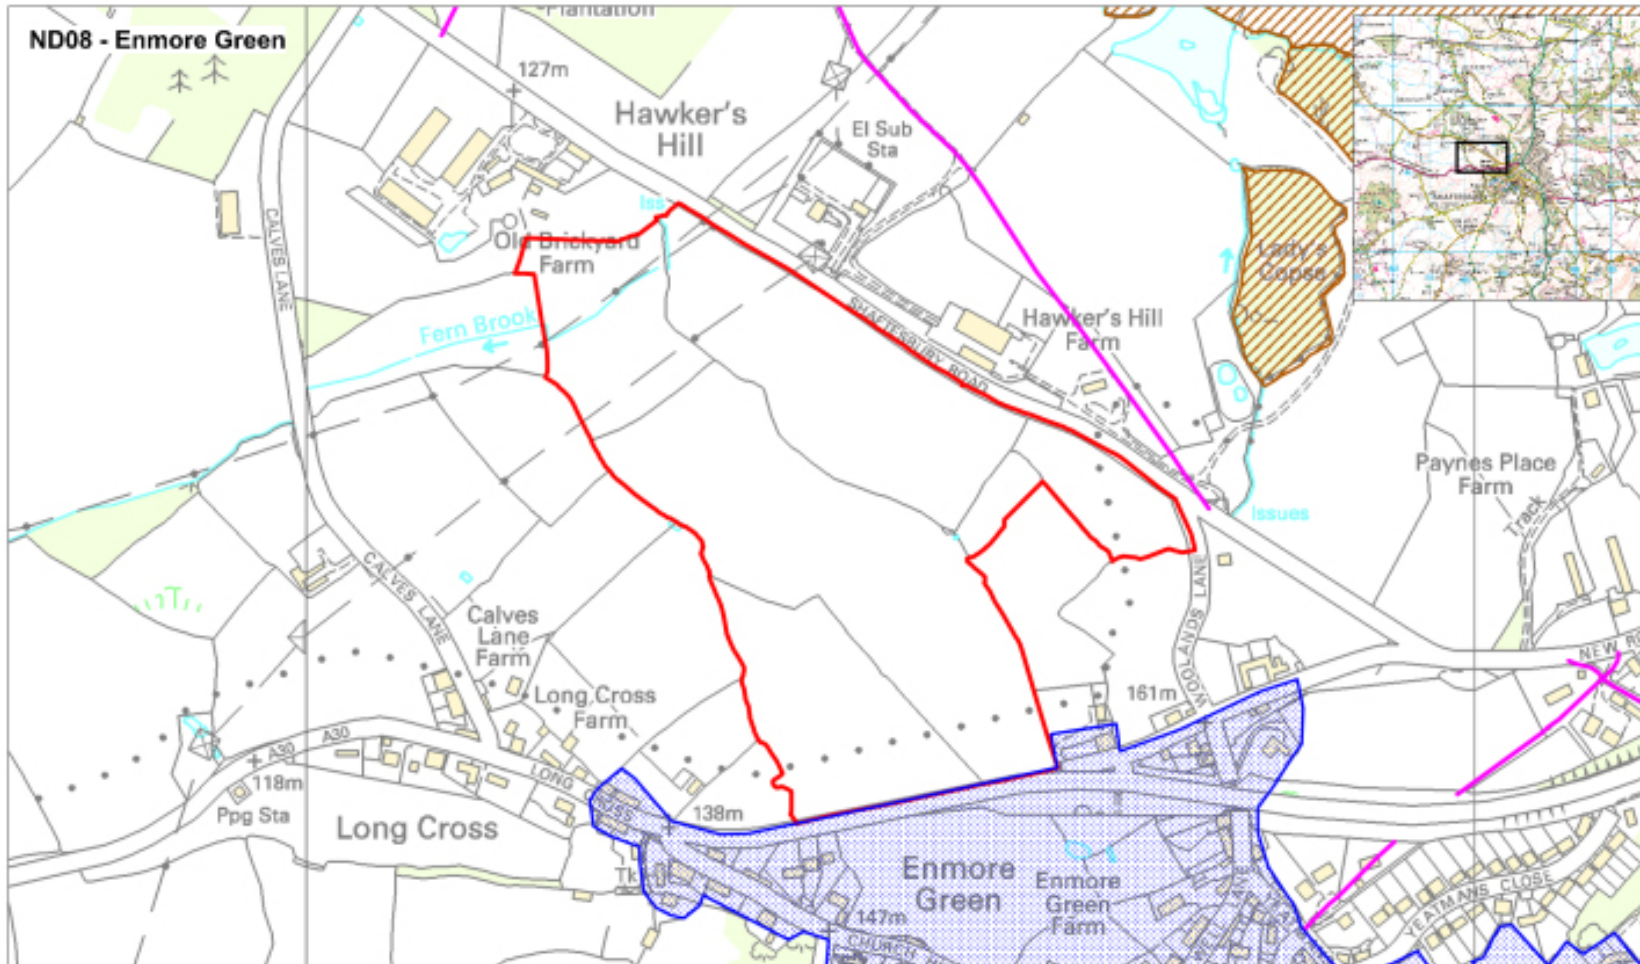 ND08 - Enmore Green
Plantation
127m
Hawker's
Hill
El Sub
Sta
Iss
Old Brickyard
Farm
CALVES LANE
Fern Brook
SHAFTESBURY ROAD
Hawker's Hill
Farm
Lady's
Copse
Paynes Place
Farm
Track
Issues
CALVES LANE
Calves
Lane
Farm
WOOLANDS LANE
Long Cross
Farm
161m
NEW R
A30
A30
118m
Ppg Sta
LONG
CROSS
138m
Long Cross
Tk
Enmore
Green
Enmore
Green
Farm
147m
CHURCH
LANE
YEATMANS CLOSE